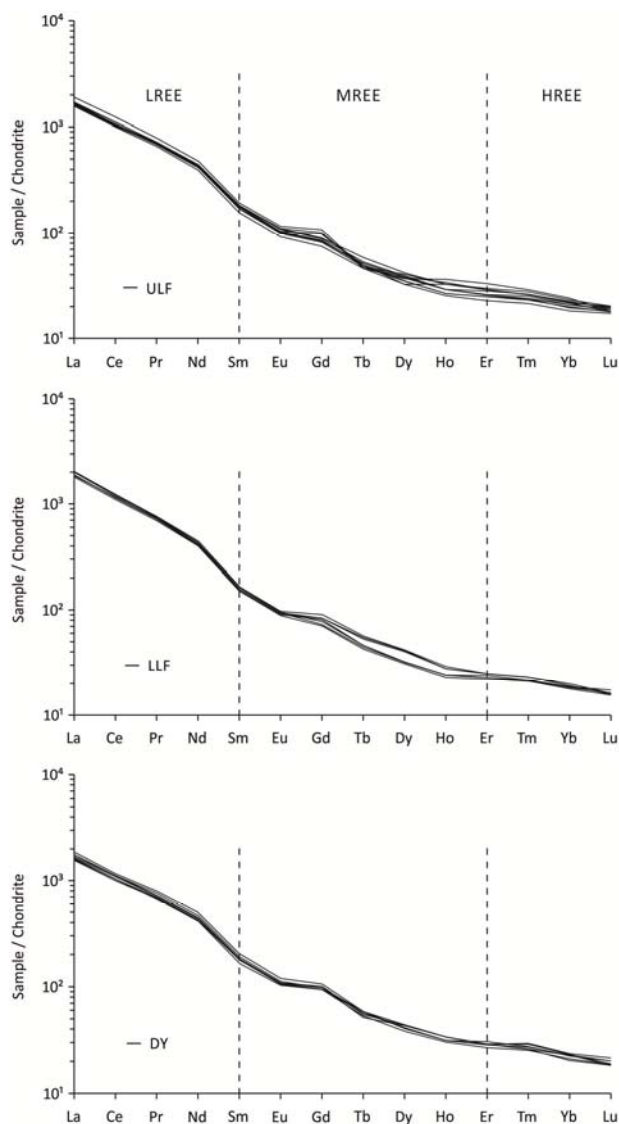 10⁴
LREE MREE HREE
10³
Sample / Chondrite
10²
— ULF
10¹
La Ce Pr Nd Sm Eu Gd Tb Dy Ho Er Tm Yb Lu
10⁴
10³
Sample / Chondrite
10²
— LLF
10¹
La Ce Pr Nd Sm Eu Gd Tb Dy Ho Er Tm Yb Lu
10⁴
10³
Sample / Chondrite
10²
— DY
10¹
La Ce Pr Nd Sm Eu Gd Tb Dy Ho Er Tm Yb Lu